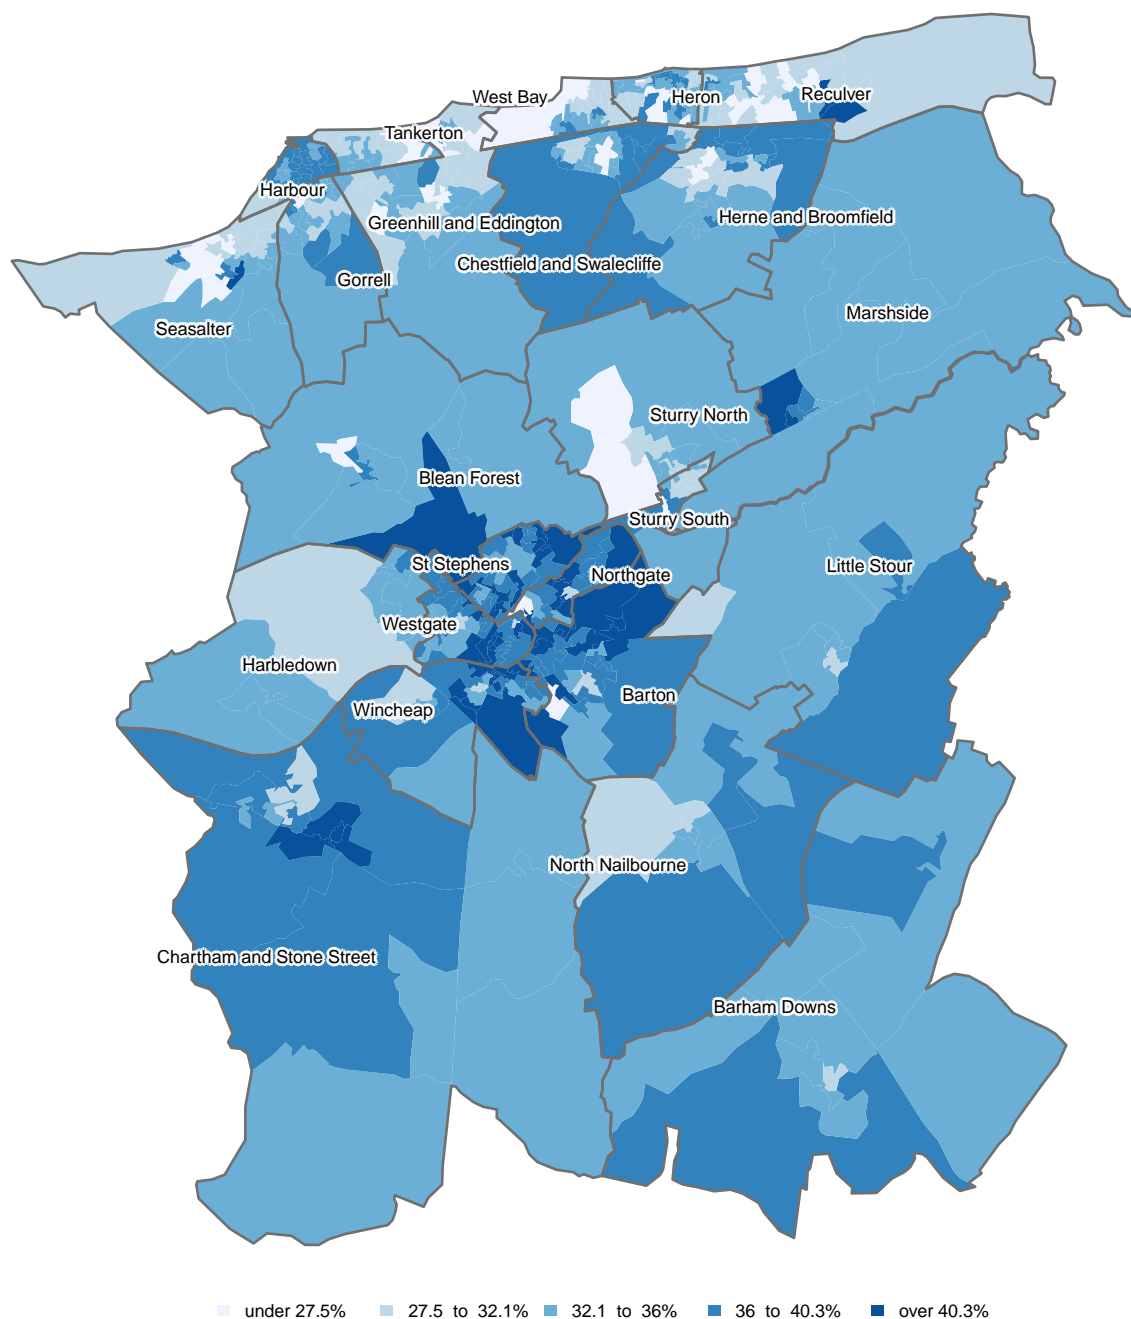 West Bay
Heron
Reculver
Tankerton
Harbour
Greenhill and Eddington
Herne and Broomfield
Chestfield and Swalecliffe
Gorrell
Marshside
Seasalter
Sturry North
Blean Forest
Sturry South
St Stephens
Northgate
Little Stour
Westgate
Harbledown
Barton
Wincheap
North Nailbourne
Chartham and Stone Street
Barham Downs
under 27.5% 27.5 to 32.1% 32.1 to 36% 36 to 40.3% over 40.3%